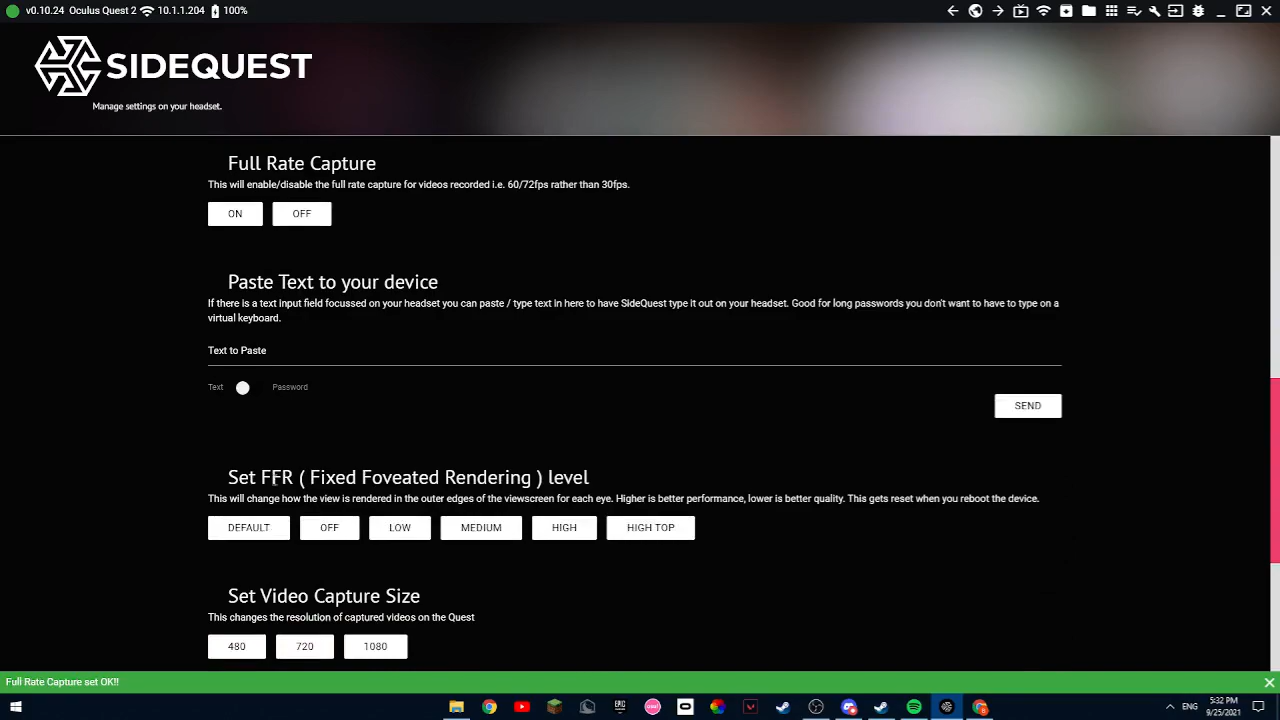 v0.10.24 Oculus Quest 2 10.1.1.204 100%
SIDEQUEST
Manage settings on your headset.
Full Rate Capture
This will enable/disable the full rate capture for videos recorded i.e. 60/72fps rather than 30fps.
ON OFF
Paste Text to your device
If there is a text input field focussed on your headset you can paste / type text in here to have SideQuest type it out on your headset. Good for long passwords you don't want to have to type on a
virtual keyboard.
Text to Paste
Text Password
SEND
Set FFR ( Fixed Foveated Rendering ) level
This will change how the view is rendered in the outer edges of the viewscreen for each eye. Higher is better performance, lower is better quality. This gets reset when you reboot the device.
DEFAULT OFF LOW MEDIUM HIGH HIGH TOP
Set Video Capture Size
This changes the resolution of captured videos on the Quest
480 720 1080
Full Rate Capture set OK!!
ENG
5:32 PM
9/25/2021